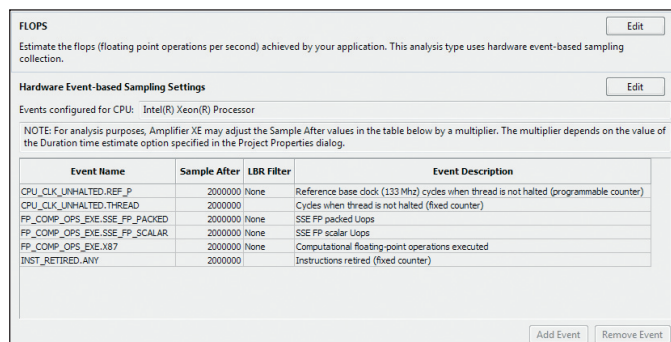 FLOPS
Edit
Estimate the flops (floating point operations per second) achieved by your application. This analysis type uses hardware event-based sampling
collection.
Hardware Event-based Sampling Settings
Edit
Events configured for CPU: Intel(R) Xeon(R) Processor
NOTE: For analysis purposes, Amplifier XE may adjust the Sample After values in the table below by a multiplier. The multiplier depends on the value of
the Duration time estimate option specified in the Project Properties dialog.
Event Name Sample After LBR Filter Event Description
CPU_CLK_UNHALTED.REF_P 2000000 None Reference base clock (133 Mhz) cycles when thread is not halted (programmable counter)
CPU_CLK_UNHALTED.THREAD 2000000 Cycles when thread is not halted (fixed counter)
FP_COMP_OPS_EXE.SSE_FP_PACKED 2000000 None SSE FP packed Uops
FP_COMP_OPS_EXE.SSE_FP_SCALAR 2000000 None SSE FP scalar Uops
FP_COMP_OPS_EXE.X87 2000000 None Computational floating-point operations executed
INST_RETIRED.ANY 2000000 Instructions retired (fixed counter)
Add Event Remove Event